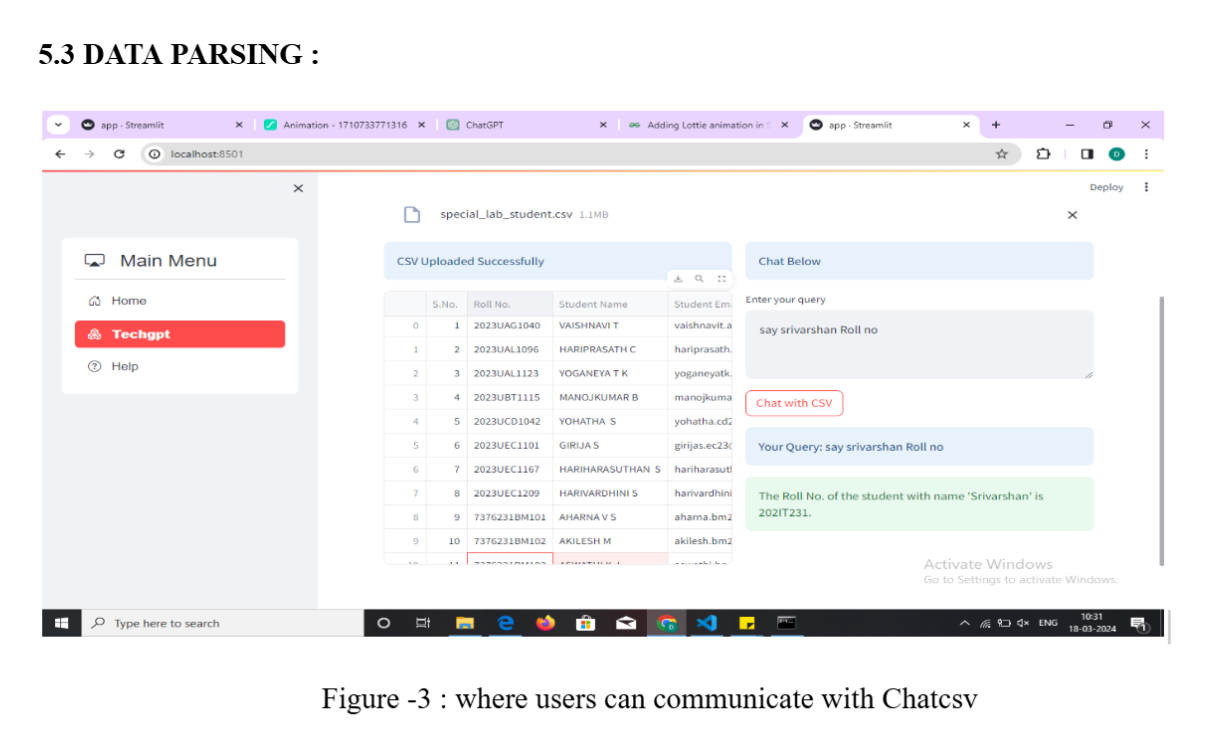 5.3 DATA PARSING :
app · Streamlit
Animation - 1710733771316
ChatGPT
Adding Lottie animation in S
app · Streamlit
localhost:8501
Deploy
special_lab_student.csv 1.1MB
Main Menu
Home
Techgpt
Help
CSV Uploaded Successfully
S.No. Roll No. Student Name Student Em
0 1 2023UAG1040 VAISHNAVI T vaishnavit.a
1 2 2023UAL1096 HARIPRASATH C hariprasath.
2 3 2023UAL1123 YOGANEYA T K yoganeyatk.
3 4 2023UBT1115 MANOJKUMAR B manojkuma
4 5 2023UCD1042 YOHATHA S yohatha.cd2
5 6 2023UEC1101 GIRIJA S girijas.ec23(
6 7 2023UEC1167 HARIHARASUTHAN S hariharasutl
7 8 2023UEC1209 HARIVARDHINI S harivardhini
8 9 7376231BM101 AHARNA V S aharna.bm2
9 10 7376231BM102 AKILESH M akilesh.bm2
Chat Below
Enter your query
say srivarshan Roll no
Chat with CSV
Your Query: say srivarshan Roll no
The Roll No. of the student with name 'Srivarshan' is
202IT231.
Activate Windows
Go to Settings to activate Windows.
Type here to search
ENG
10:31
18-03-2024
Figure -3 : where users can communicate with Chatcsv